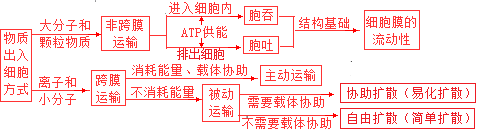 物质
出入
细胞
方式
大分子和
颗粒物质
非跨膜
运输
进入细胞内
ATP供能
排出细胞
胞吞
胞吐
结构基础
细胞膜的
流动性
离子和
小分子
跨膜
运输
消耗能量、载体协助
主动运输
不消耗能量
被动
运输
需要载体协助
协助扩散（易化扩散）
不需要载体协助
自由扩散（简单扩散）